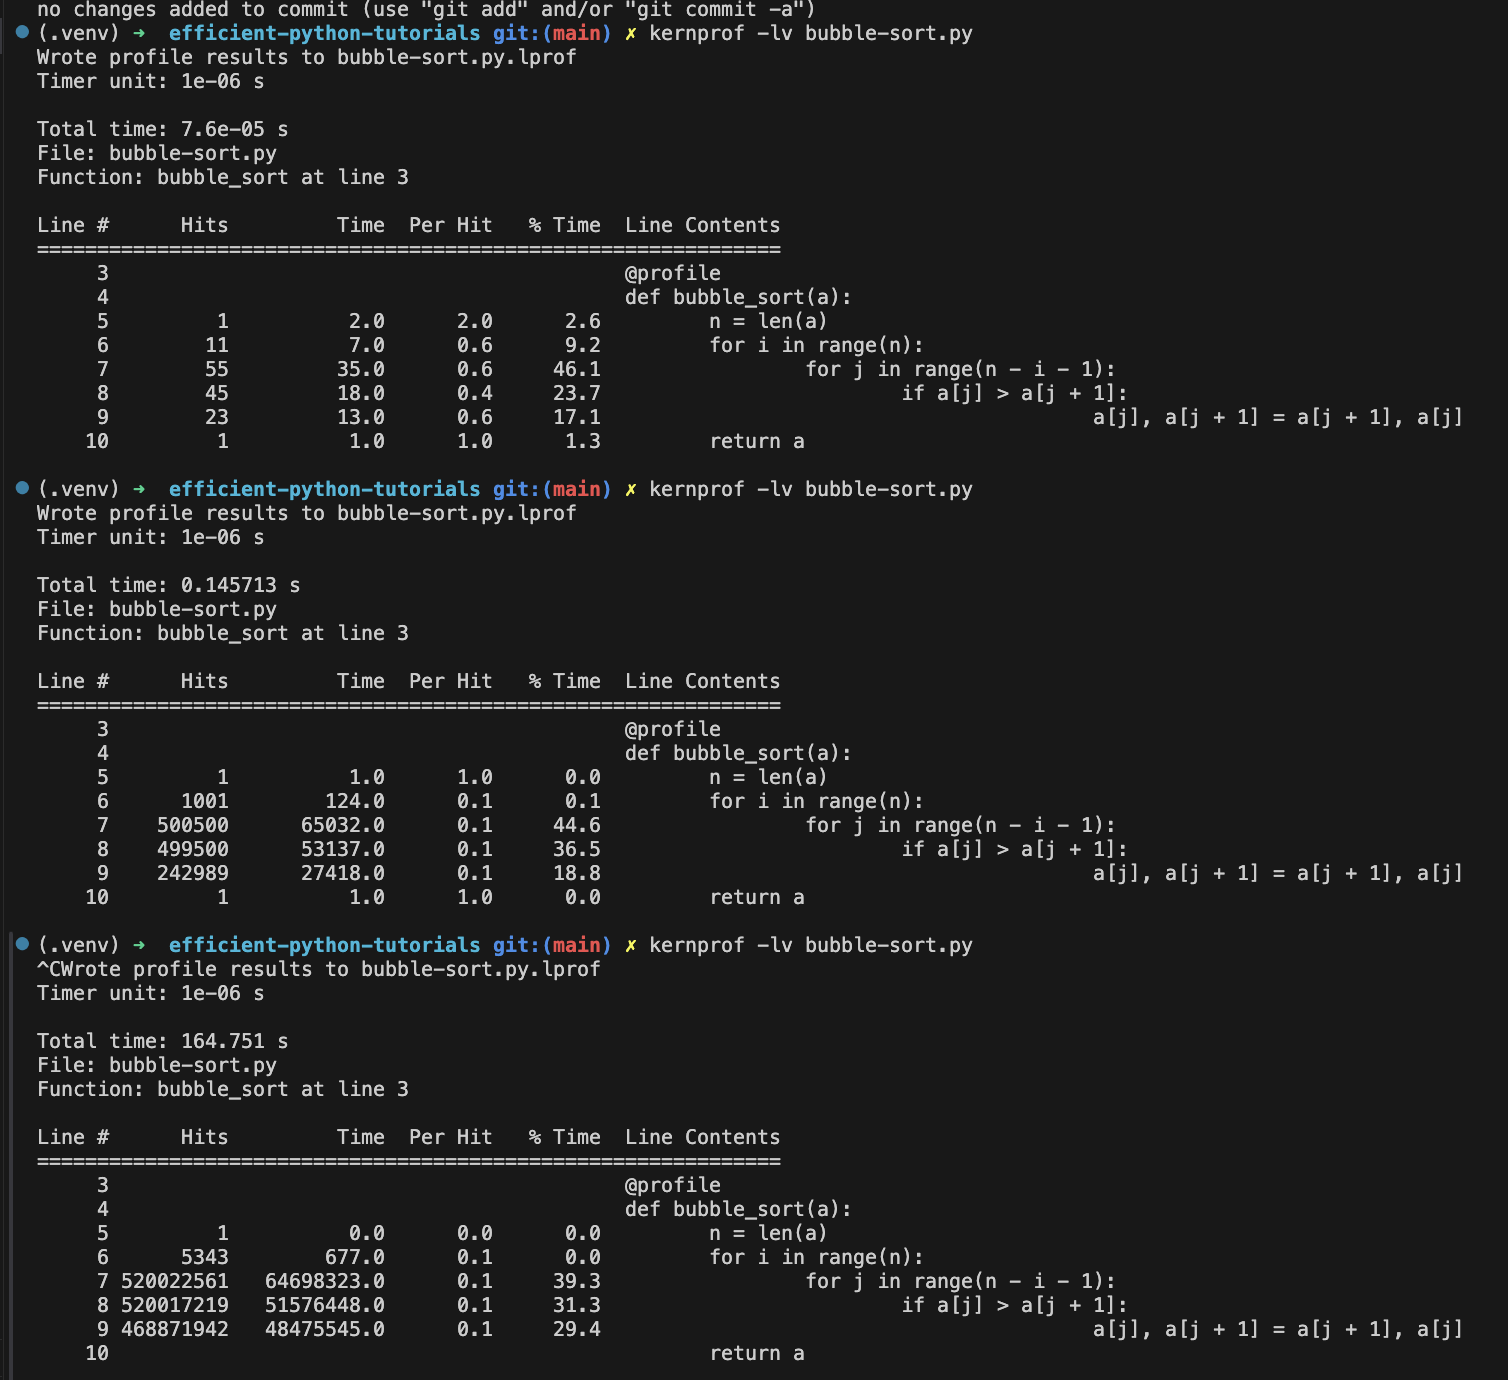 no changes added to commit (use "git add" and/or "git commit -a")
(.venv) ➜  efficient-python-tutorials git:(main) ✗ kernprof -lv bubble-sort.py
Wrote profile results to bubble-sort.py.lprof
Timer unit: 1e-06 s

Total time: 7.6e-05 s
File: bubble-sort.py
Function: bubble_sort at line 3

Line #      Hits         Time  Per Hit   % Time  Line Contents
==============================================================
     3                                           @profile
     4                                           def bubble_sort(a):
     5         1          2.0      2.0      2.6         n = len(a)
     6        11          7.0      0.6      9.2         for i in range(n):
     7        55         35.0      0.6     46.1                 for j in range(n - i - 1):
     8        45         18.0      0.4     23.7                         if a[j] > a[j + 1]:
     9        23         13.0      0.6     17.1                                         a[j], a[j + 1] = a[j + 1], a[j]
    10         1          1.0      1.0      1.3         return a

(.venv) ➜  efficient-python-tutorials git:(main) ✗ kernprof -lv bubble-sort.py
Wrote profile results to bubble-sort.py.lprof
Timer unit: 1e-06 s

Total time: 0.145713 s
File: bubble-sort.py
Function: bubble_sort at line 3

Line #      Hits         Time  Per Hit   % Time  Line Contents
==============================================================
     3                                           @profile
     4                                           def bubble_sort(a):
     5         1          1.0      1.0      0.0         n = len(a)
     6      1001        124.0      0.1      0.1         for i in range(n):
     7    500500      65032.0      0.1     44.6                 for j in range(n - i - 1):
     8    499500      53137.0      0.1     36.5                         if a[j] > a[j + 1]:
     9    242989      27418.0      0.1     18.8                                         a[j], a[j + 1] = a[j + 1], a[j]
    10         1          1.0      1.0      0.0         return a

(.venv) ➜  efficient-python-tutorials git:(main) ✗ kernprof -lv bubble-sort.py
^CWrote profile results to bubble-sort.py.lprof
Timer unit: 1e-06 s

Total time: 164.751 s
File: bubble-sort.py
Function: bubble_sort at line 3

Line #      Hits         Time  Per Hit   % Time  Line Contents
==============================================================
     3                                           @profile
     4                                           def bubble_sort(a):
     5         1          0.0      0.0      0.0         n = len(a)
     6      5343        677.0      0.1      0.0         for i in range(n):
     7 520022561   64698323.0      0.1     39.3                 for j in range(n - i - 1):
     8 520017219   51576448.0      0.1     31.3                         if a[j] > a[j + 1]:
     9 468871942   48475545.0      0.1     29.4                                         a[j], a[j + 1] = a[j + 1], a[j]
    10                                                  return a